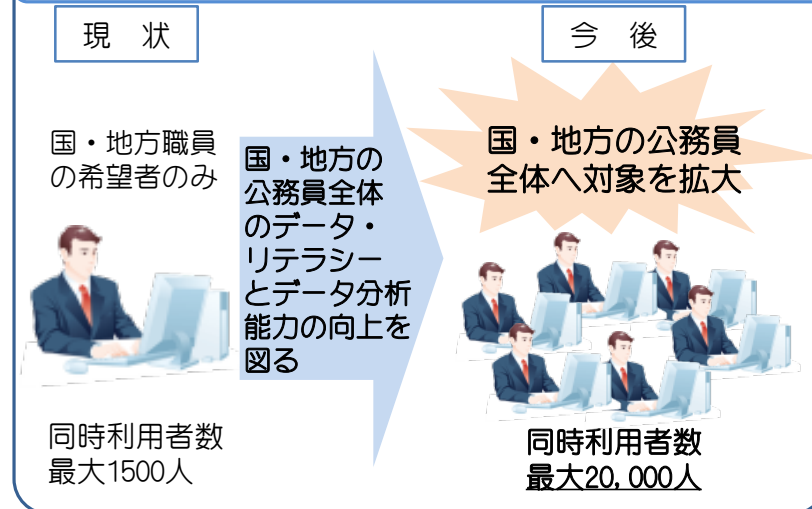 現　状
国・地方職員
の希望者のみ
同時利用者数
最大1500人
国・地方の
公務員全体
のデータ・
リテラシー
とデータ分析
能力の向上を
図る
今　後
国・地方の公務員
全体へ対象を拡大
同時利用者数
最大20,000人